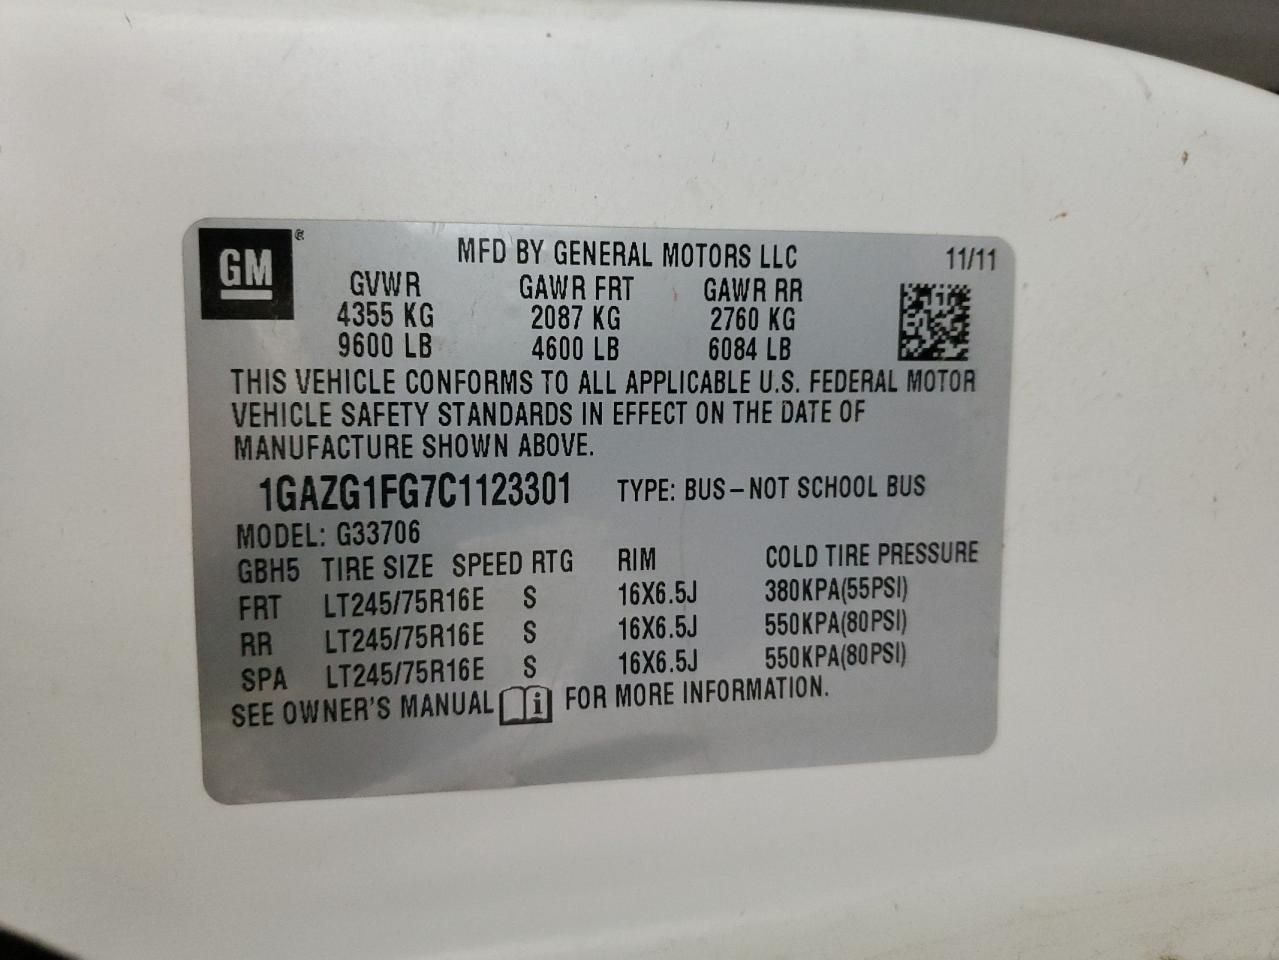 GM®
MFD BY GENERAL MOTORS LLC 11/11
GVWR GAWR FRT GAWR RR
4355 KG 2087 KG 2760 KG
9600 LB 4600 LB 6084 LB
THIS VEHICLE CONFORMS TO ALL APPLICABLE U.S. FEDERAL MOTOR
VEHICLE SAFETY STANDARDS IN EFFECT ON THE DATE OF
MANUFACTURE SHOWN ABOVE.
1GAZG1FG7C1123301 TYPE: BUS – NOT SCHOOL BUS
MODEL: G33706
GBH5 TIRE SIZE SPEED RTG RIM COLD TIRE PRESSURE
FRT LT245/75R16E S 16X6.5J 380KPA(55PSI)
RR LT245/75R16E S 16X6.5J 550KPA(80PSI)
SPA LT245/75R16E S 16X6.5J 550KPA(80PSI)
SEE OWNER'S MANUAL i FOR MORE INFORMATION.